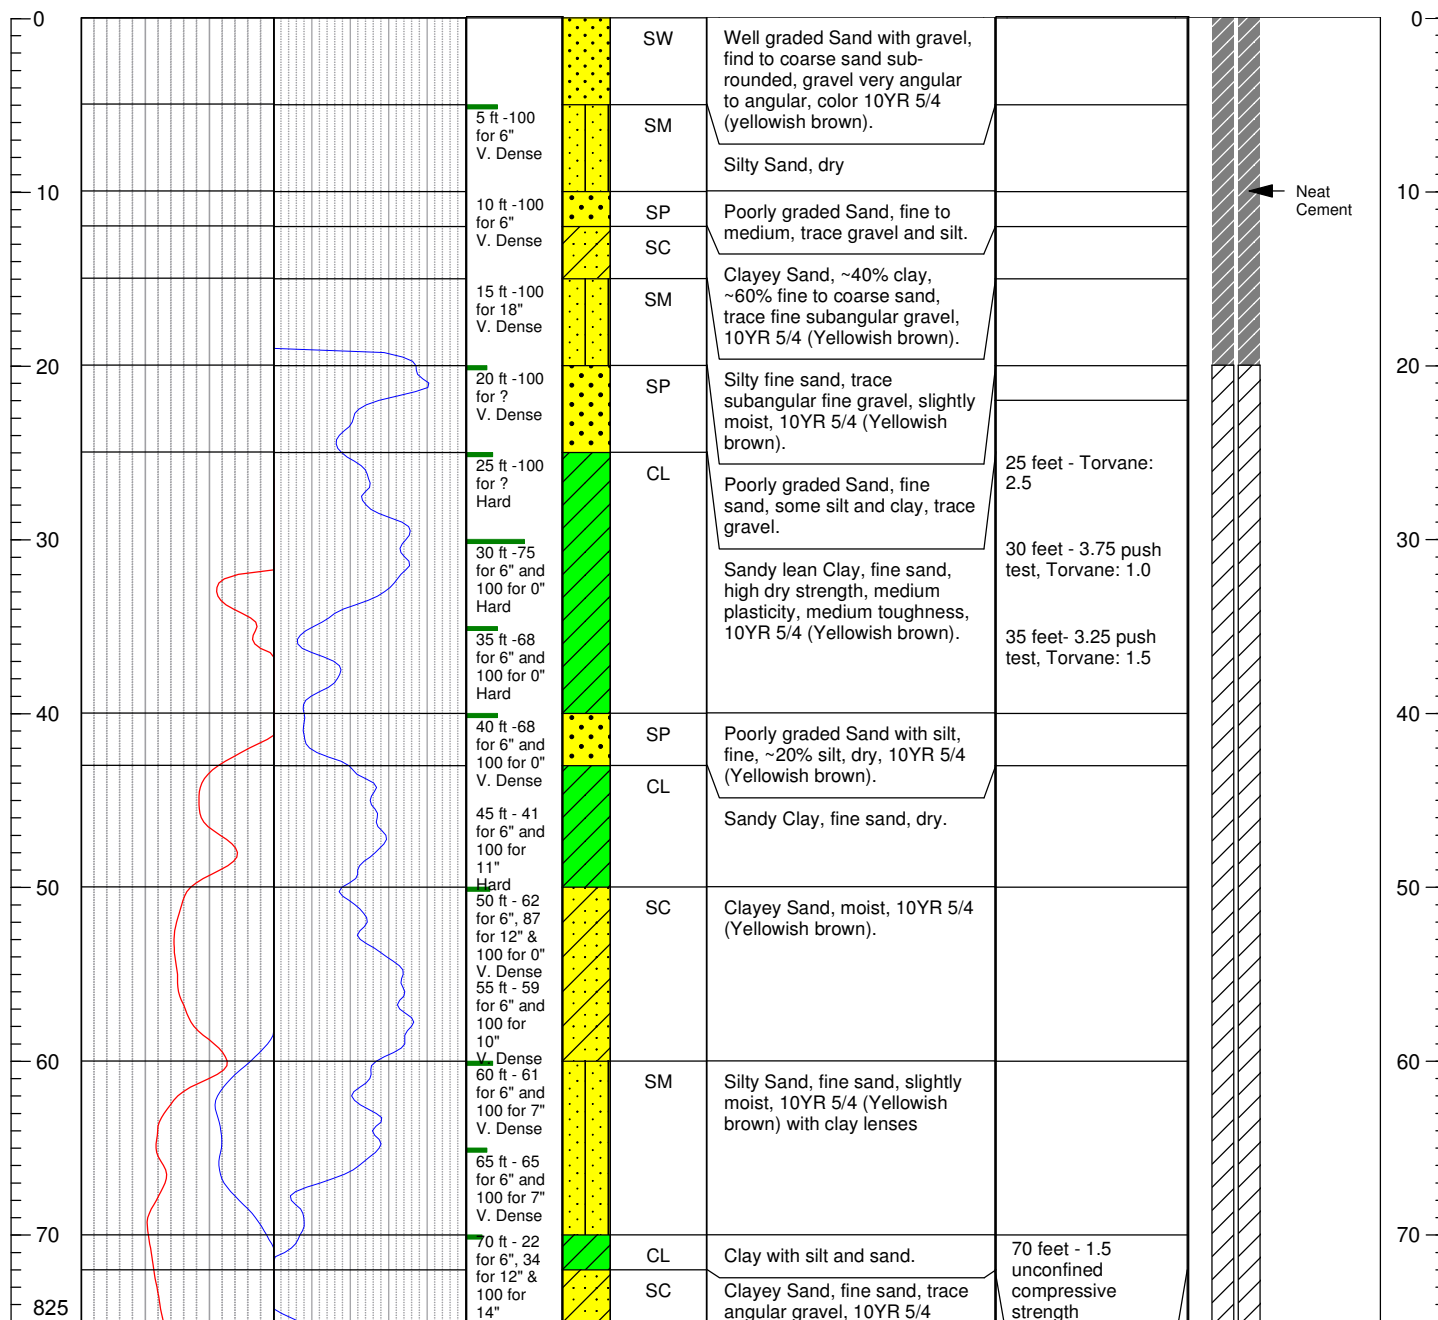 0
SW
Well graded Sand with gravel,
find to coarse sand sub-
rounded, gravel very angular
to angular, color 10YR 5/4
(yellowish brown).
0
5 ft -100
for 6"
V. Dense
SM
Silty Sand, dry
10
10 ft -100
for 6"
V. Dense
SP
Poorly graded Sand, fine to
medium, trace gravel and silt.
Neat
Cement
10
SC
Clayey Sand, ~40% clay,
~60% fine to coarse sand,
trace fine subangular gravel,
10YR 5/4 (Yellowish brown).
15 ft -100
for 18"
V. Dense
SM
Silty fine sand, trace
subangular fine gravel, slightly
moist, 10YR 5/4 (Yellowish
brown).
20
20 ft -100
for ?
V. Dense
SP
Poorly graded Sand, fine
sand, some silt and clay, trace
gravel.
20
25 ft -100
for ?
Hard
CL
Sandy lean Clay, fine sand,
high dry strength, medium
plasticity, medium toughness,
10YR 5/4 (Yellowish brown).
25 feet - Torvane:
2.5
30
30 ft -75
for 6" and
100 for 0"
Hard
30 feet - 3.75 push
test, Torvane: 1.0
30
35 ft -68
for 6" and
100 for 0"
Hard
35 feet- 3.25 push
test, Torvane: 1.5
40
40 ft -68
for 6" and
100 for 0"
V. Dense
SP
Poorly graded Sand with silt,
fine, ~20% silt, dry, 10YR 5/4
(Yellowish brown).
40
CL
Sandy Clay, fine sand, dry.
45 ft - 41
for 6" and
100 for
11"
Hard
50
50 ft - 62
for 6", 87
for 12" &
100 for 0"
V. Dense
SC
Clayey Sand, moist, 10YR 5/4
(Yellowish brown).
50
55 ft - 59
for 6" and
100 for
10"
V. Dense
60
60 ft - 61
for 6" and
100 for 7"
V. Dense
SM
Silty Sand, fine sand, slightly
moist, 10YR 5/4 (Yellowish
brown) with clay lenses
60
65 ft - 65
for 6" and
100 for 7"
V. Dense
70
70 ft - 22
for 6", 34
for 12" &
100 for
14"
CL
Clay with silt and sand.
70 feet - 1.5
unconfined
compressive
strength
70
825
SC
Clayey Sand, fine sand, trace
angular gravel, 10YR 5/4